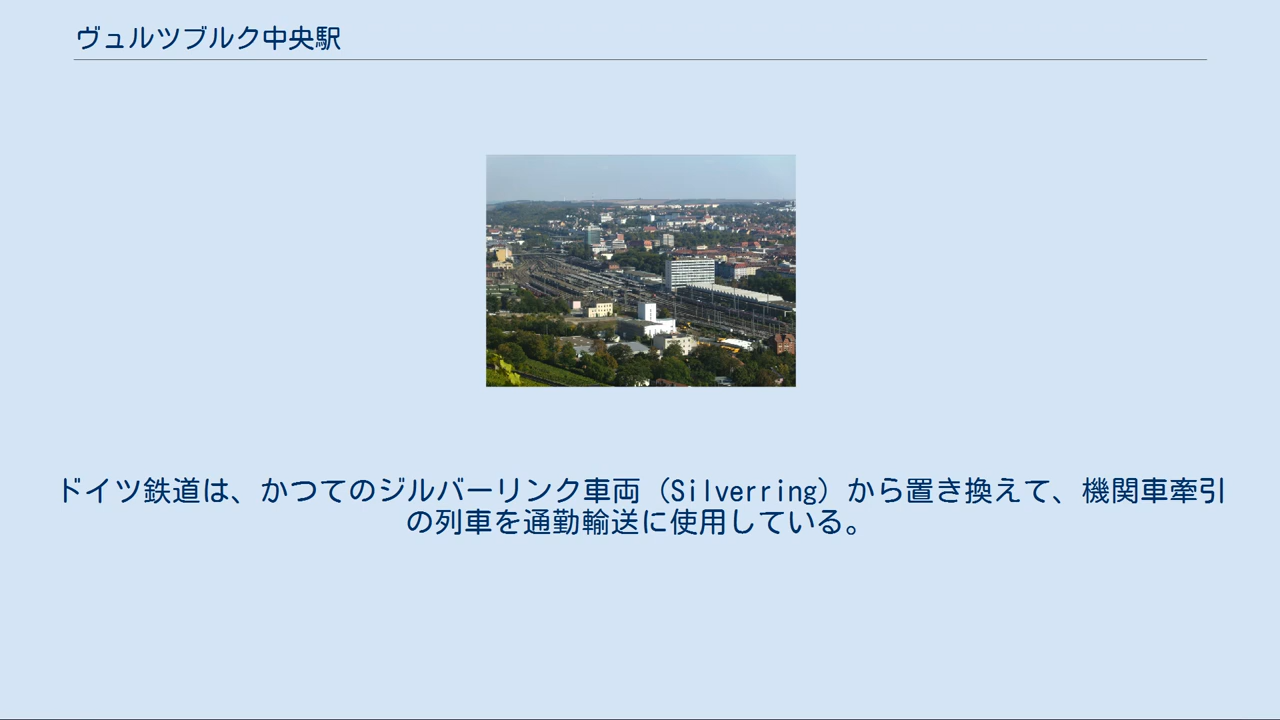 ヴュルツブルク中央駅
ドイツ鉄道は、かつてのジルバーリンク車両（Silverring）から置き換えて、機関車牽引
の列車を通勤輸送に使用している。